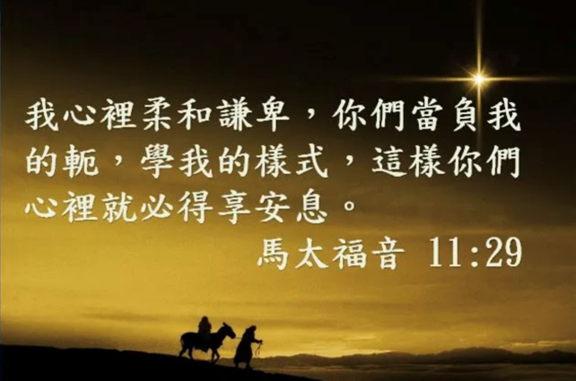 我心裡柔和謙卑，你們當負我
的軛，學我的樣式，這樣你們
心裡就必得享安息。
馬太福音 11:29